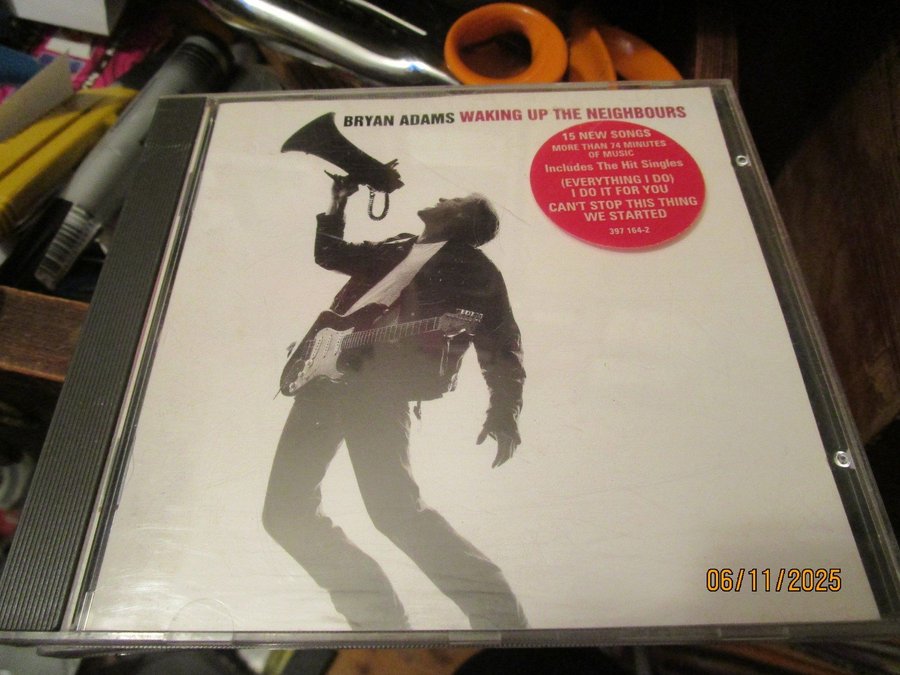 BRYAN ADAMS WAKING UP THE NEIGHBOURS
15 NEW SONGS
MORE THAN 74 MINUTES
OF MUSIC
Includes The Hit Singles
(EVERYTHING I DO)
I DO IT FOR YOU
CAN'T STOP THIS THING
WE STARTED
397 164-2
06/11/2025